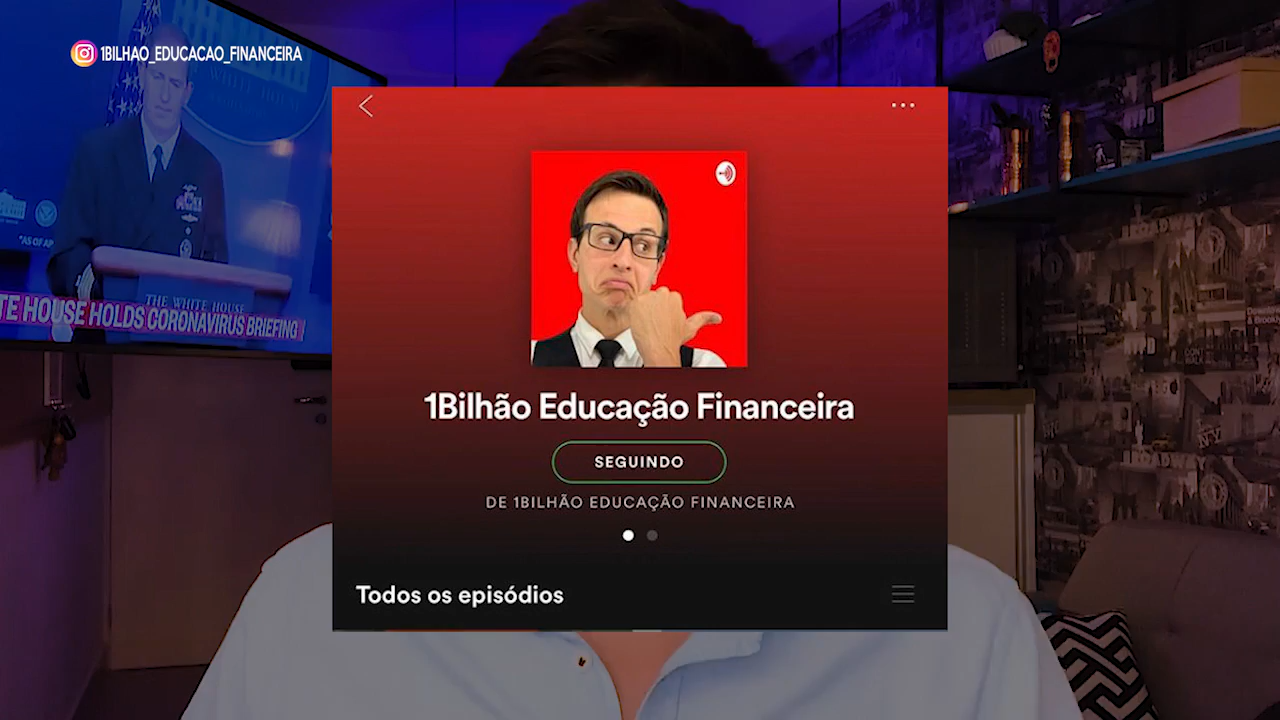 1BILHAO_EDUCACAO_FINANCEIRA
THE WHITE HOUSE
TE HOUSE HOLDS CORONAVIRUS BRIEFING
1Bilhão Educação Financeira
SEGUINDO
DE 1BILHÃO EDUCAÇÃO FINANCEIRA
Todos os episódios